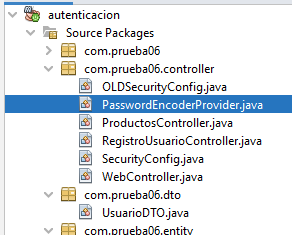 autenticacion
Source Packages
com.prueba06
com.prueba06.controller
OLDSecurityConfig.java
PasswordEncoderProvider.java
ProductosController.java
RegistroUsuarioController.java
SecurityConfig.java
WebController.java
com.prueba06.dto
UsuarioDTO.java
com.prueba06.entity